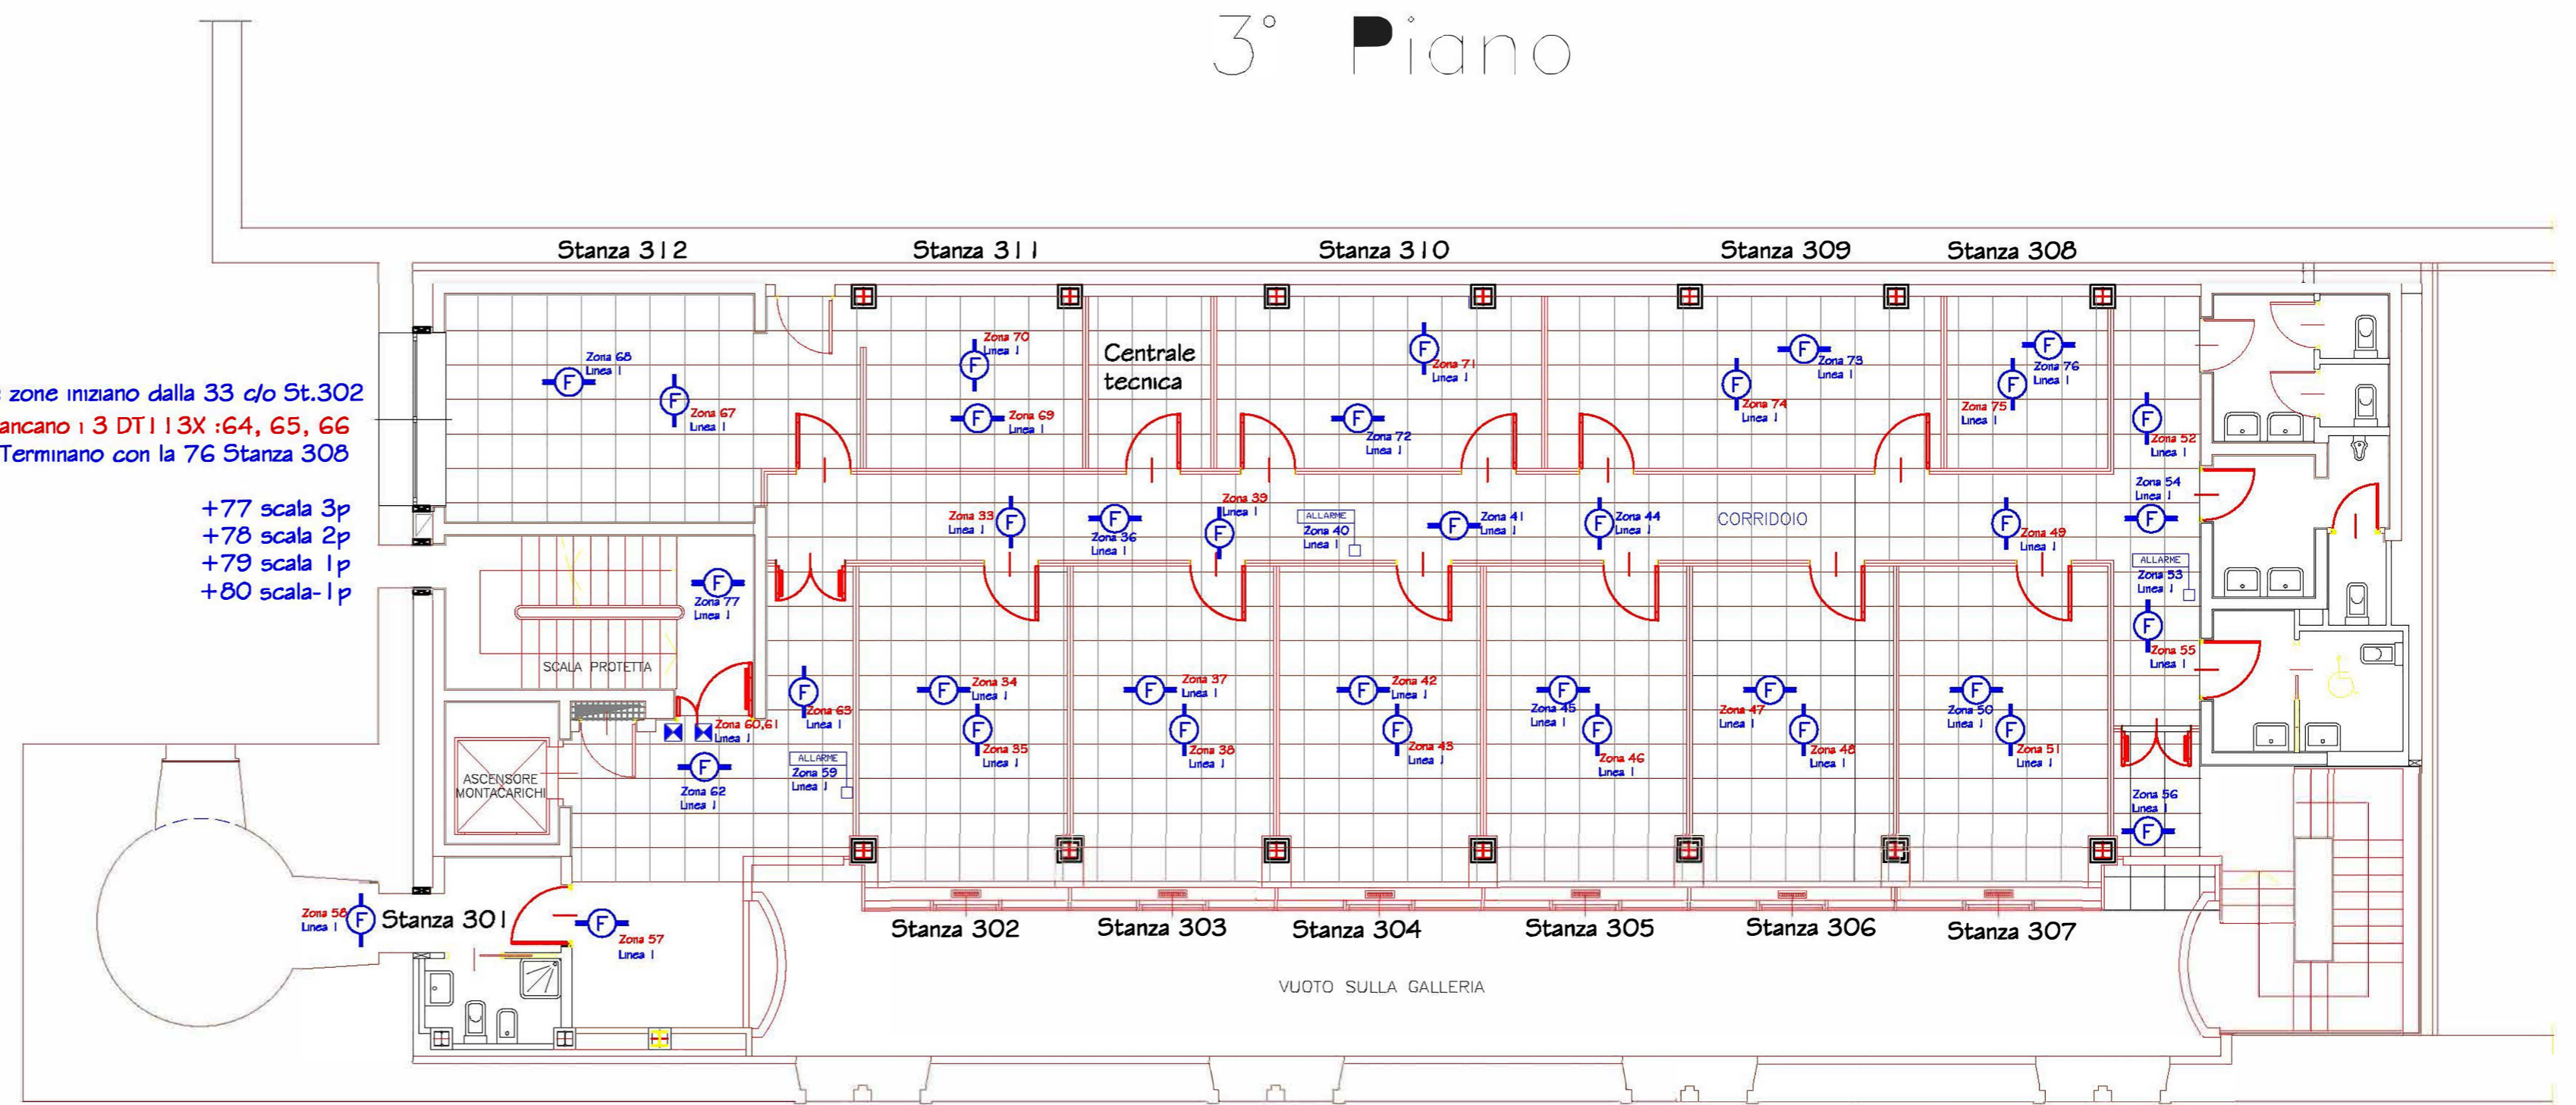 3° Piano
Stanza 312
Stanza 311
Stanza 310
Stanza 309
Stanza 308
zone iniziano dalla 33 c/o St.302
ancano i 3 DT113X :64, 65, 66
Terminano con la 76 Stanza 308
+77 scala 3p
+78 scala 2p
+79 scala 1p
+80 scala-1p
Zona 68
Linea 1
F
Zona 67
Linea 1
F
Zona 70
Linea 1
F
Zona 69
Linea 1
F
Centrale
tecnica
Zona 71
Linea 1
F
Zona 72
Linea 1
F
Zona 73
Linea 1
F
Zona 74
Linea 1
F
Zona 76
Linea 1
F
Zona 75
Linea 1
F
Zona 52
Linea 1
F
Zona 54
Linea 1
F
Zona 33
Linea 1
F
Zona 36
Linea 1
F
Zona 39
Linea 1
F
ALLARME
Zona 40
Linea 1
Zona 41
Linea 1
F
Zona 44
Linea 1
F
CORRIDOIO
Zona 49
Linea 1
F
ALLARME
Zona 53
Linea 1
Zona 55
Linea 1
F
Zona 77
Linea 1
F
SCALA PROTETTA
Zona 63
Linea 1
F
Zona 60,61
Linea 1
Zona 62
Linea 1
F
ALLARME
Zona 59
Linea 1
ASCENSORE
MONTACARICHI
Zona 34
Linea 1
F
Zona 35
Linea 1
F
Zona 37
Linea 1
F
Zona 38
Linea 1
F
Zona 42
Linea 1
F
Zona 43
Linea 1
F
Zona 45
Linea 1
F
Zona 46
Linea 1
F
Zona 47
Linea 1
F
Zona 48
Linea 1
F
Zona 50
Linea 1
F
Zona 51
Linea 1
F
Zona 56
Linea 1
F
Zona 58
Linea 1
F
Stanza 301
Zona 57
Linea 1
F
Stanza 302
Stanza 303
Stanza 304
Stanza 305
Stanza 306
Stanza 307
VUOTO SULLA GALLERIA